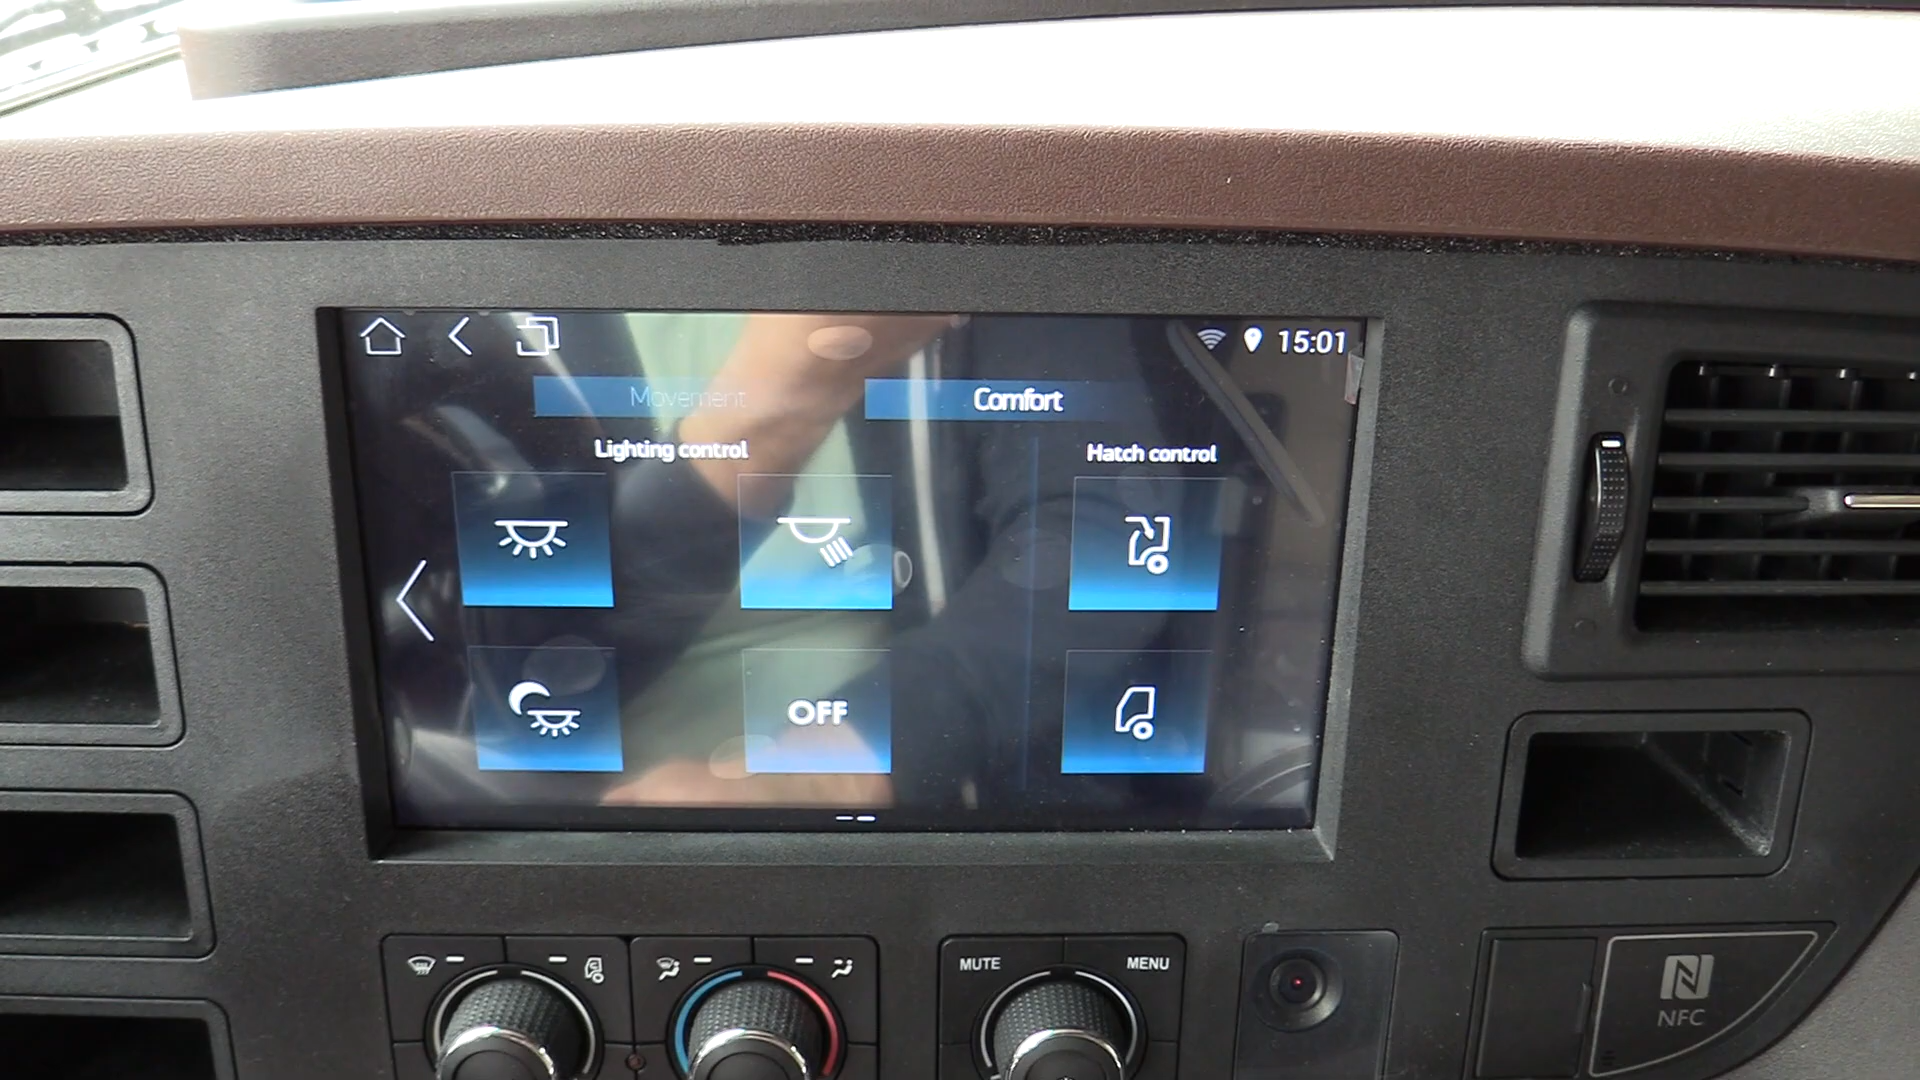 15:01
Movement
Comfort
Lighting control
Hatch control
OFF
MUTE
MENU
NFC